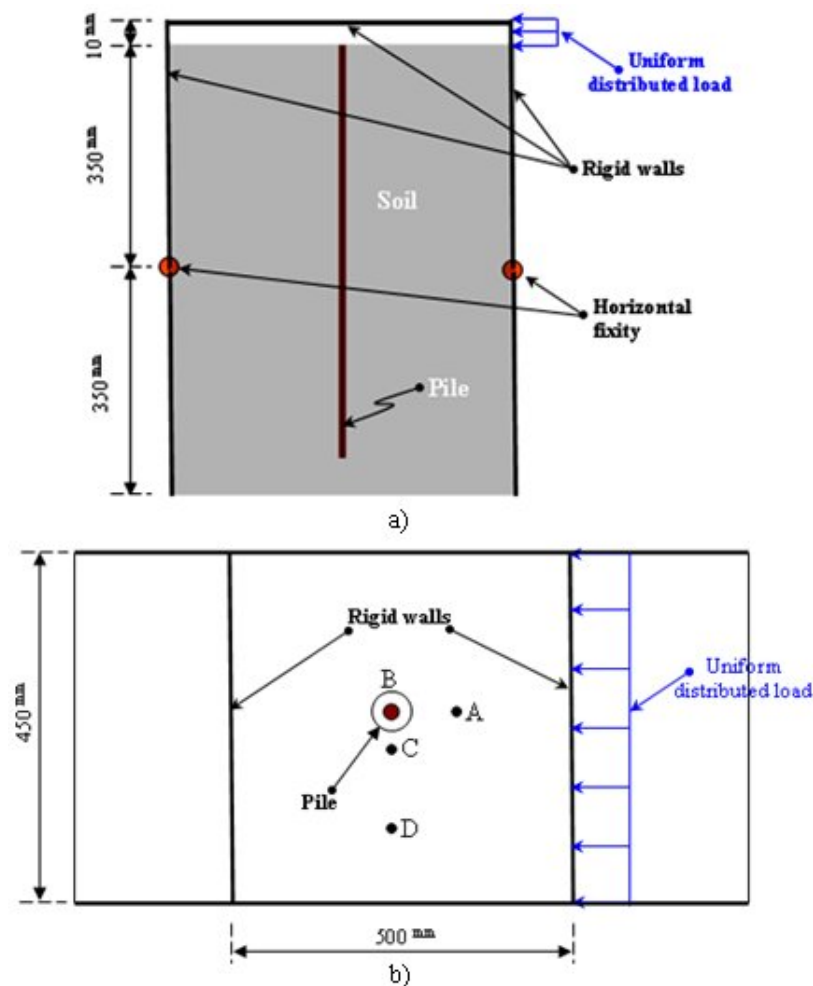 10 mm
Uniform
distributed load
350 mm
Rigid walls
Soil
Horizontal
fixity
350 mm
Pile
a)
Rigid walls
B
Uniform
distributed load
A
450 mm
C
Pile
D
500 mm
b)